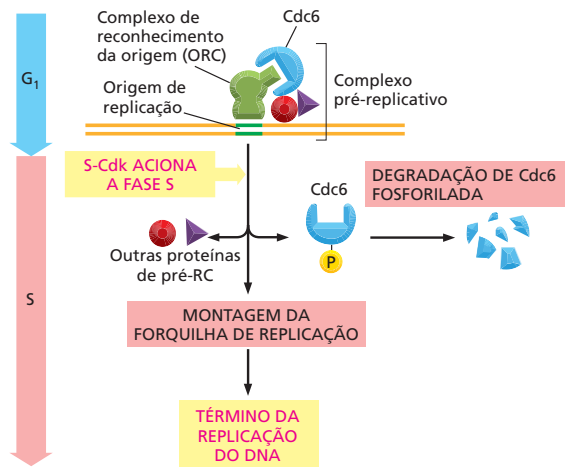 Complexo de
reconhecimento
da origem (ORC)
Cdc6
G1
Origem de
replicação
Complexo
pré-replicativo
S-Cdk ACIONA
A FASE S
Cdc6
DEGRADAÇÃO DE Cdc6
FOSFORILADA
P
Outras proteínas
de pré-RC
S
MONTAGEM DA
FORQUILHA DE REPLICAÇÃO
TÉRMINO DA
REPLICAÇÃO
DO DNA